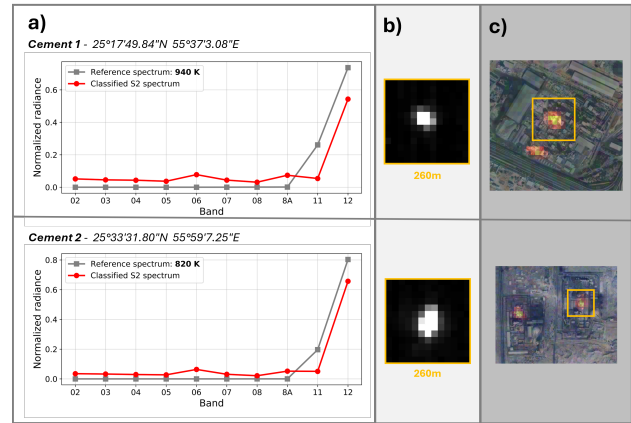 a)
b)
c)
Cement 1 - 25°17'49.84"N 55°37'3.08"E
Reference spectrum: 940 K
Classified S2 spectrum
Normalized radiance
0.6
0.4
0.2
0.0
02 03 04 05 06 07 08 8A 11 12
Band
260m
Cement 2 - 25°33'31.80"N 55°59'7.25"E
Reference spectrum: 820 K
Classified S2 spectrum
Normalized radiance
0.8
0.6
0.4
0.2
0.0
02 03 04 05 06 07 08 8A 11 12
Band
260m